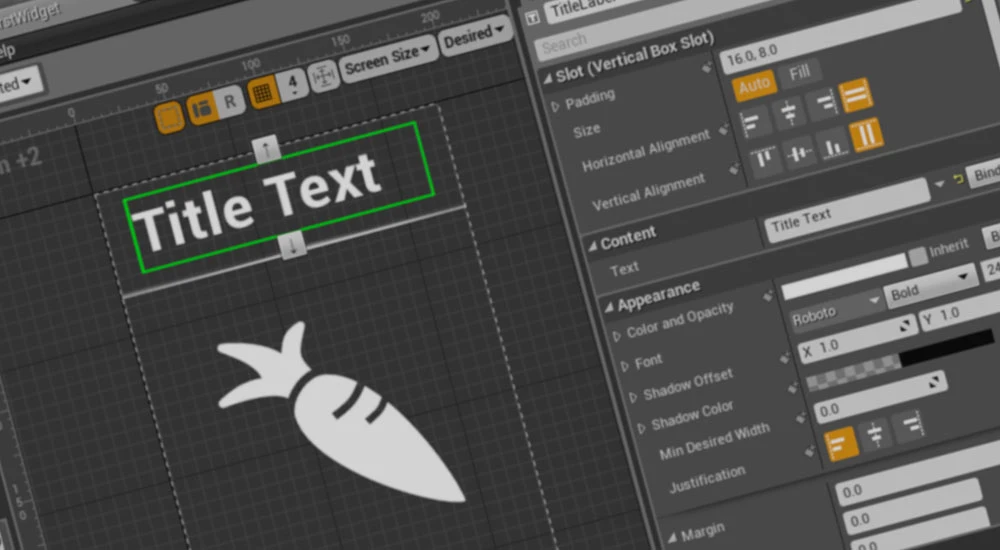 rstWidget
elp
ted
0
50
100
150
200
R
4
Screen Size
Desired
m +2
Title Text
Search
Slot (Vertical Box Slot)
Padding
16.0, 8.0
Size
Auto
Fill
Horizontal Alignment
Vertical Alignment
Content
Text
Title Text
Bind
Appearance
Color and Opacity
Inherit
Font
Roboto
Bold
24
Shadow Offset
X 1.0
Y 1.0
Shadow Color
Min Desired Width
0.0
Justification
Margin
0.0
0.0
0.0